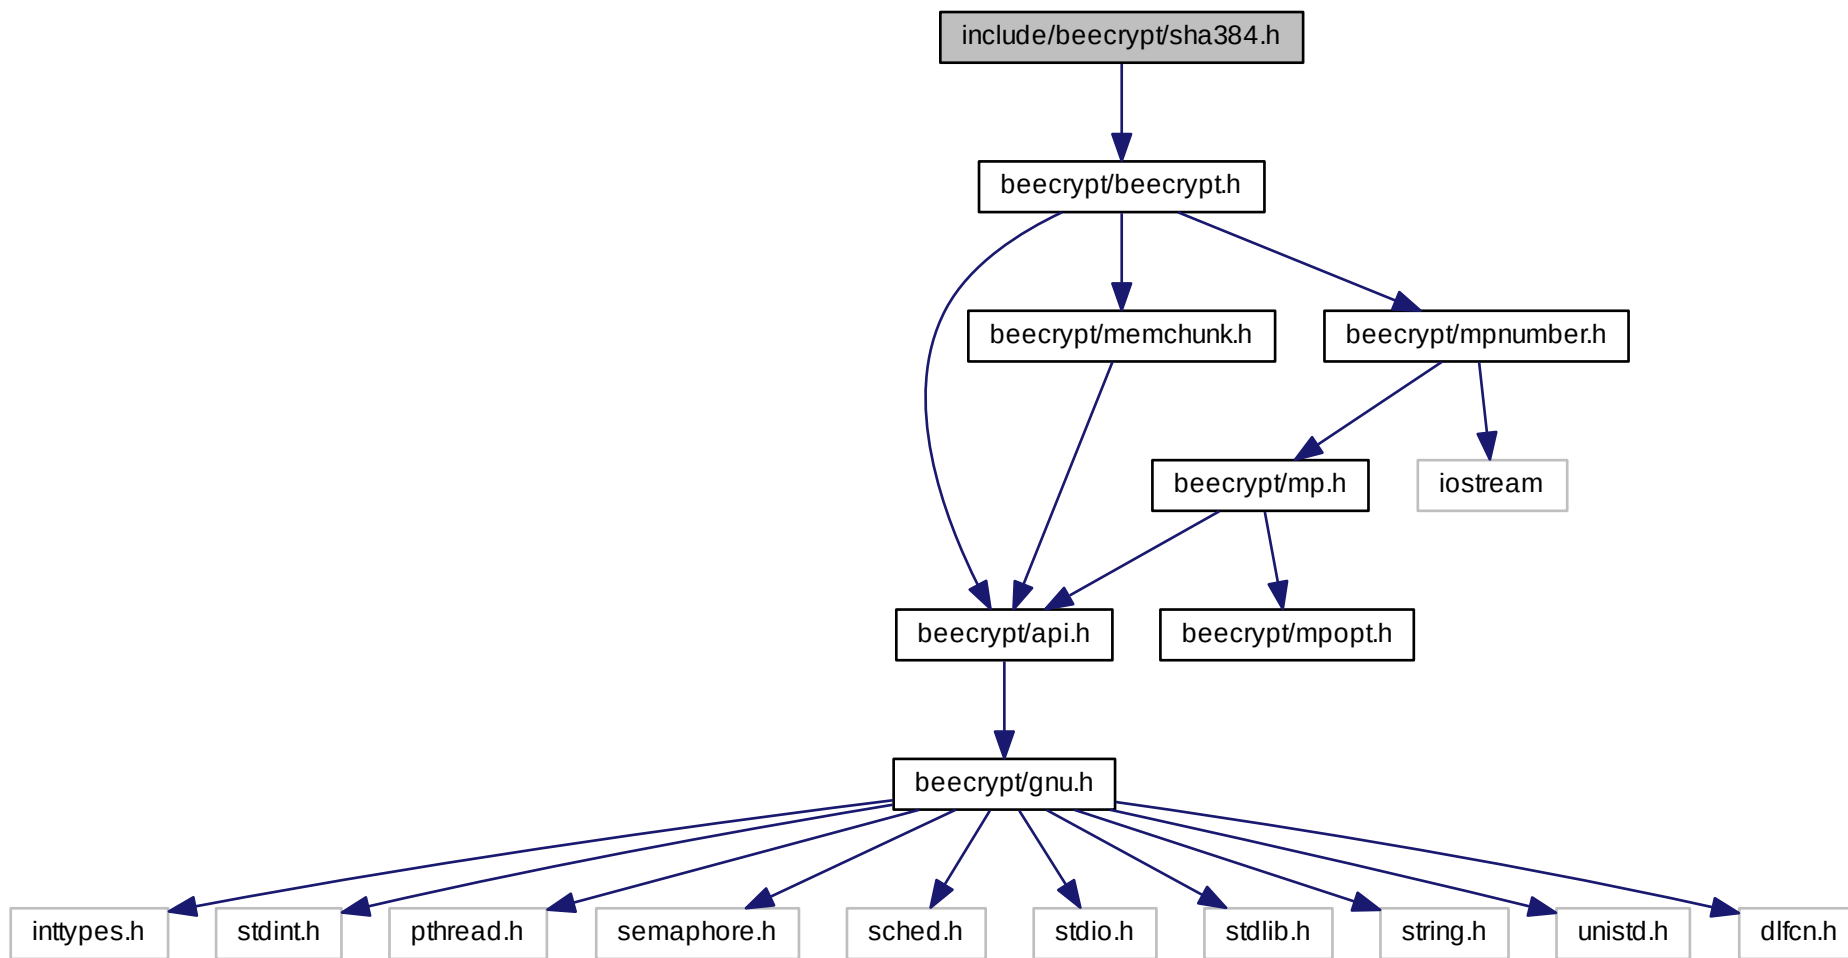 include/beecrypt/sha384.h
beecrypt/beecrypt.h
beecrypt/memchunk.h
beecrypt/mpnumber.h
beecrypt/mp.h
iostream
beecrypt/api.h
beecrypt/mpopt.h
beecrypt/gnu.h
inttypes.h
stdint.h
pthread.h
semaphore.h
sched.h
stdio.h
stdlib.h
string.h
unistd.h
dlfcn.h